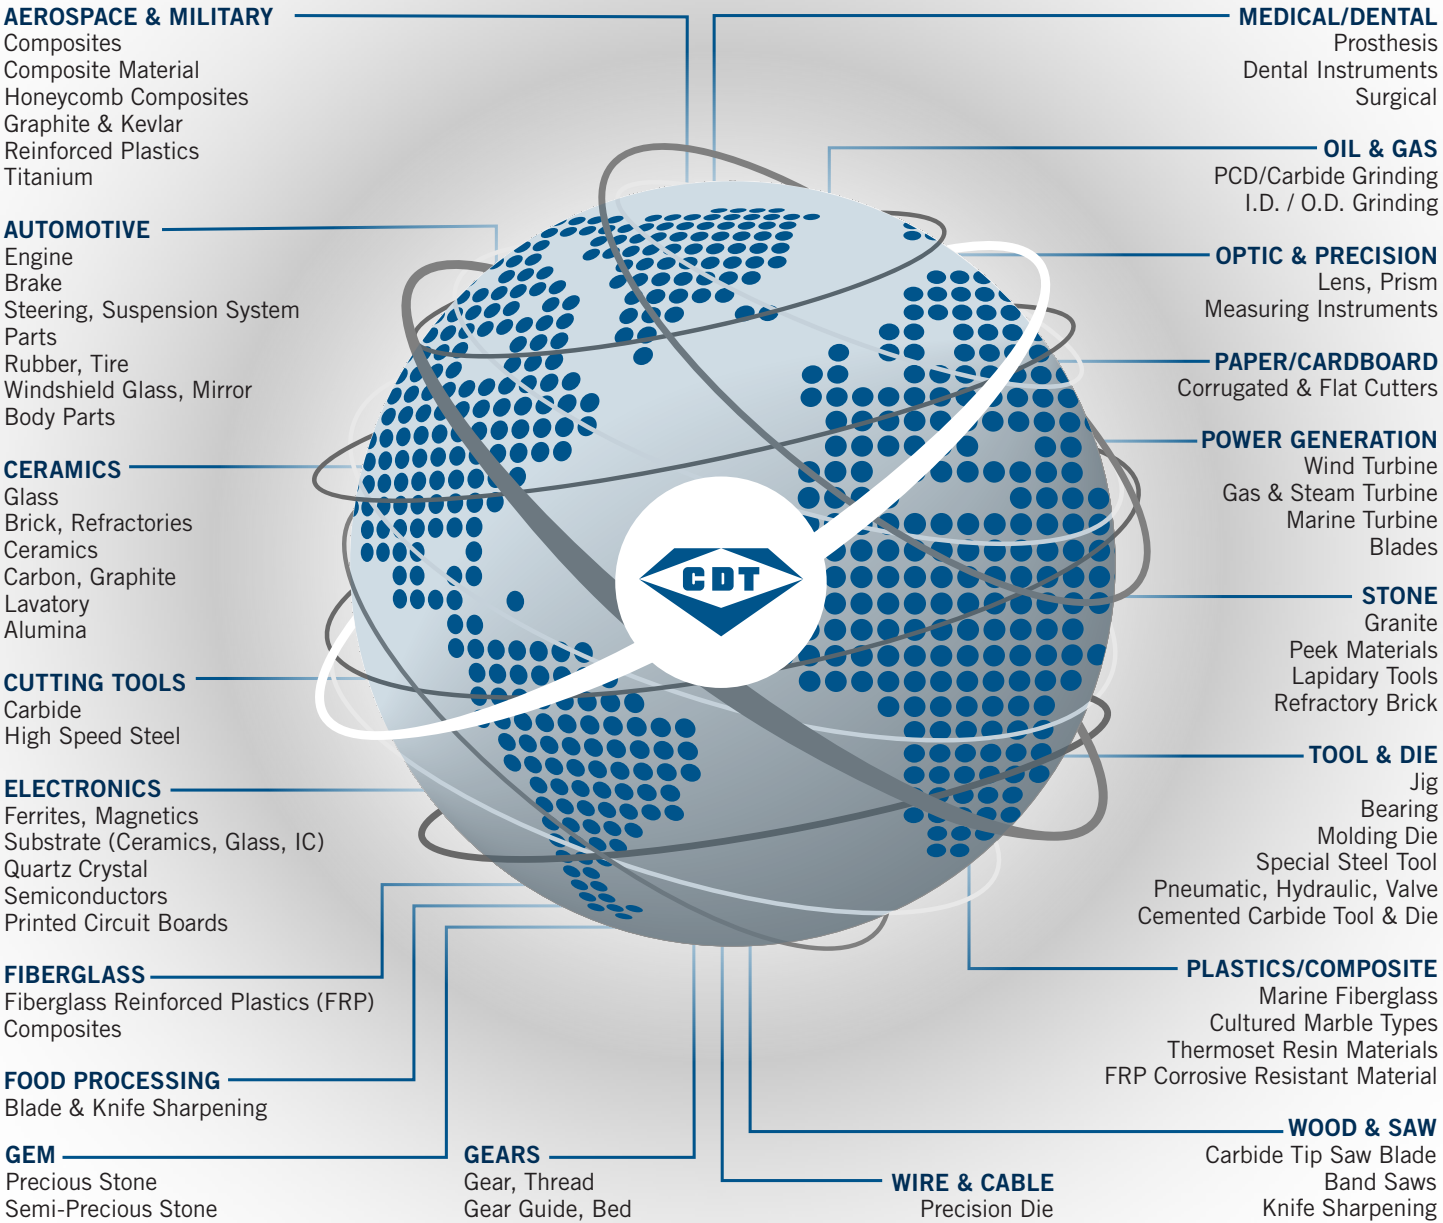 AEROSPACE & MILITARY
Composites
Composite Material
Honeycomb Composites
Graphite & Kevlar
Reinforced Plastics
Titanium
AUTOMOTIVE
Engine
Brake
Steering, Suspension System
Parts
Rubber, Tire
Windshield Glass, Mirror
Body Parts
CERAMICS
Glass
Brick, Refractories
Ceramics
Carbon, Graphite
Lavatory
Alumina
CUTTING TOOLS
Carbide
High Speed Steel
ELECTRONICS
Ferrites, Magnetics
Substrate (Ceramics, Glass, IC)
Quartz Crystal
Semiconductors
Printed Circuit Boards
FIBERGLASS
Fiberglass Reinforced Plastics (FRP)
Composites
FOOD PROCESSING
Blade & Knife Sharpening
GEM
Precious Stone
Semi-Precious Stone
GEARS
Gear, Thread
Gear Guide, Bed
CDT
WIRE & CABLE
Precision Die
MEDICAL/DENTAL
Prosthesis
Dental Instruments
Surgical
OIL & GAS
PCD/Carbide Grinding
I.D. / O.D. Grinding
OPTIC & PRECISION
Lens, Prism
Measuring Instruments
PAPER/CARDBOARD
Corrugated & Flat Cutters
POWER GENERATION
Wind Turbine
Gas & Steam Turbine
Marine Turbine
Blades
STONE
Granite
Peek Materials
Lapidary Tools
Refractory Brick
TOOL & DIE
Jig
Bearing
Molding Die
Special Steel Tool
Pneumatic, Hydraulic, Valve
Cemented Carbide Tool & Die
PLASTICS/COMPOSITE
Marine Fiberglass
Cultured Marble Types
Thermoset Resin Materials
FRP Corrosive Resistant Material
WOOD & SAW
Carbide Tip Saw Blade
Band Saws
Knife Sharpening